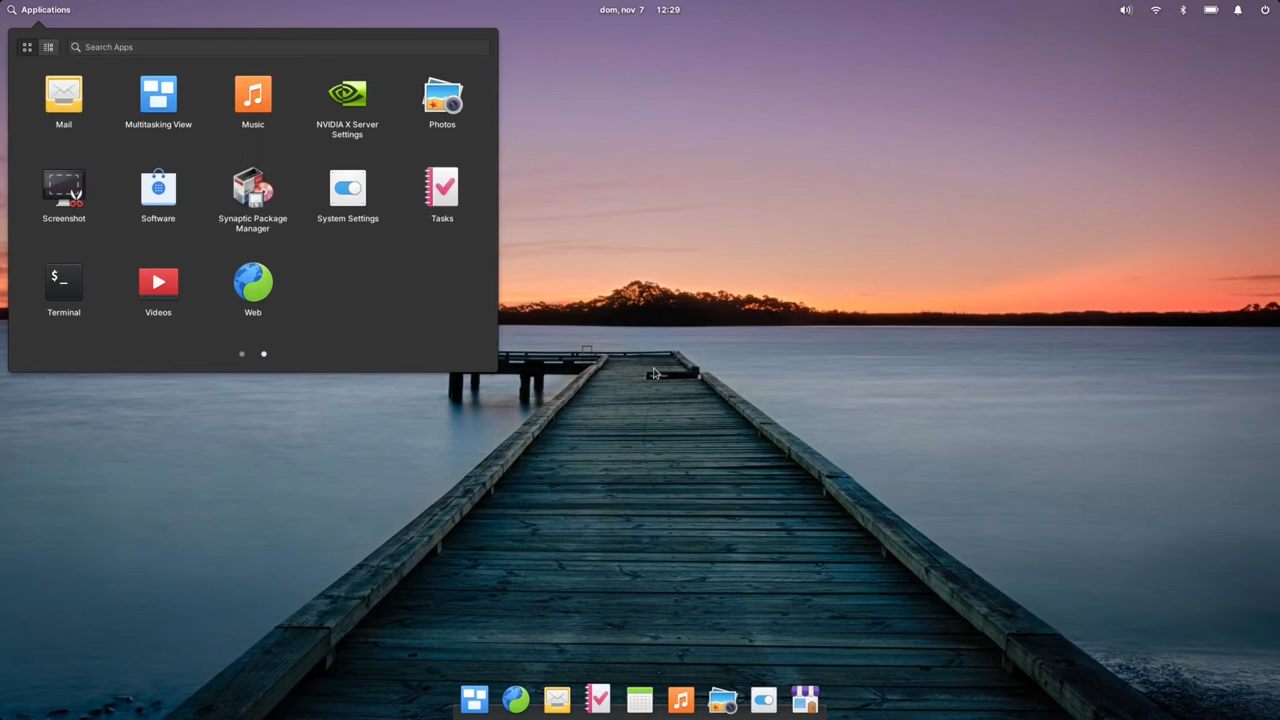 Applications
dom, nov 7 12:29
Search Apps
Mail
Multitasking View
Music
NVIDIA X Server
Settings
Photos
Screenshot
Software
Synaptic Package
Manager
System Settings
Tasks
$_
Terminal
Videos
Web